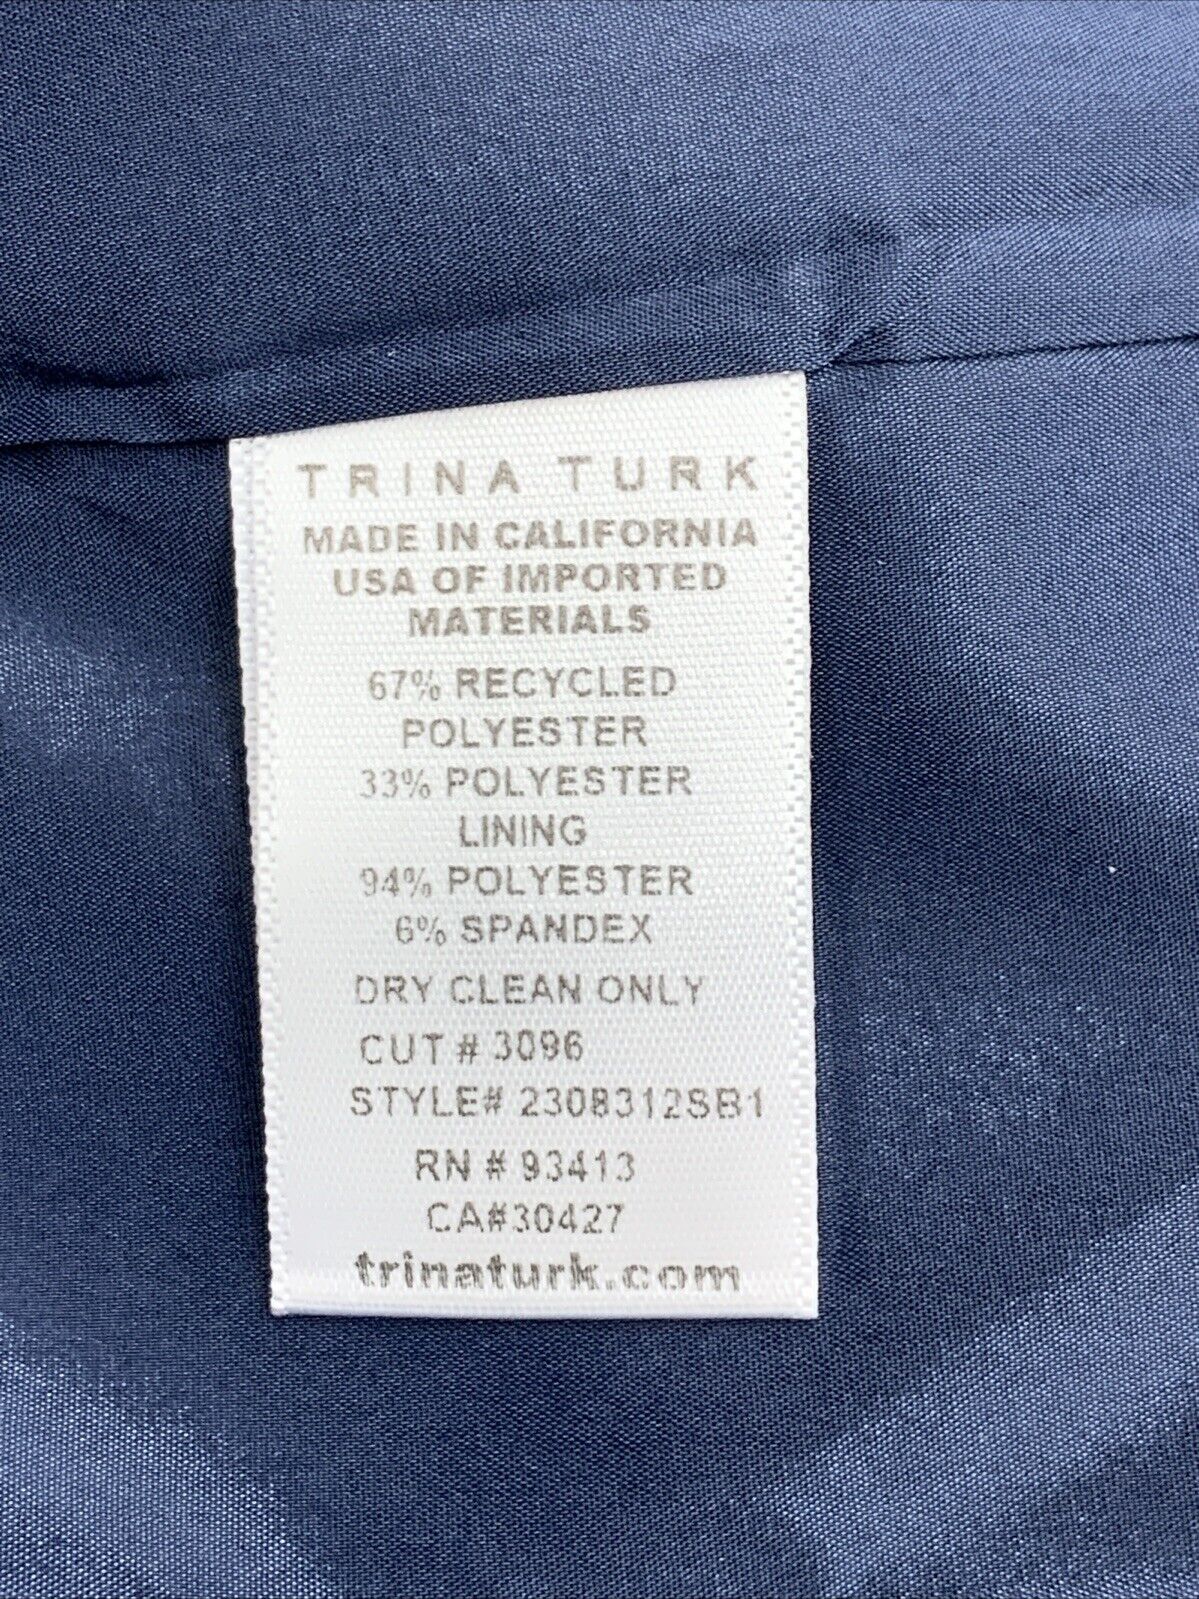 TRINA TURK
MADE IN CALIFORNIA
USA OF IMPORTED
MATERIALS
67% RECYCLED
POLYESTER
33% POLYESTER
LINING
94% POLYESTER
6% SPANDEX
DRY CLEAN ONLY
CUT # 3096
STYLE# 2308312SB1
RN # 93413
CA#30427
trinaturk.com